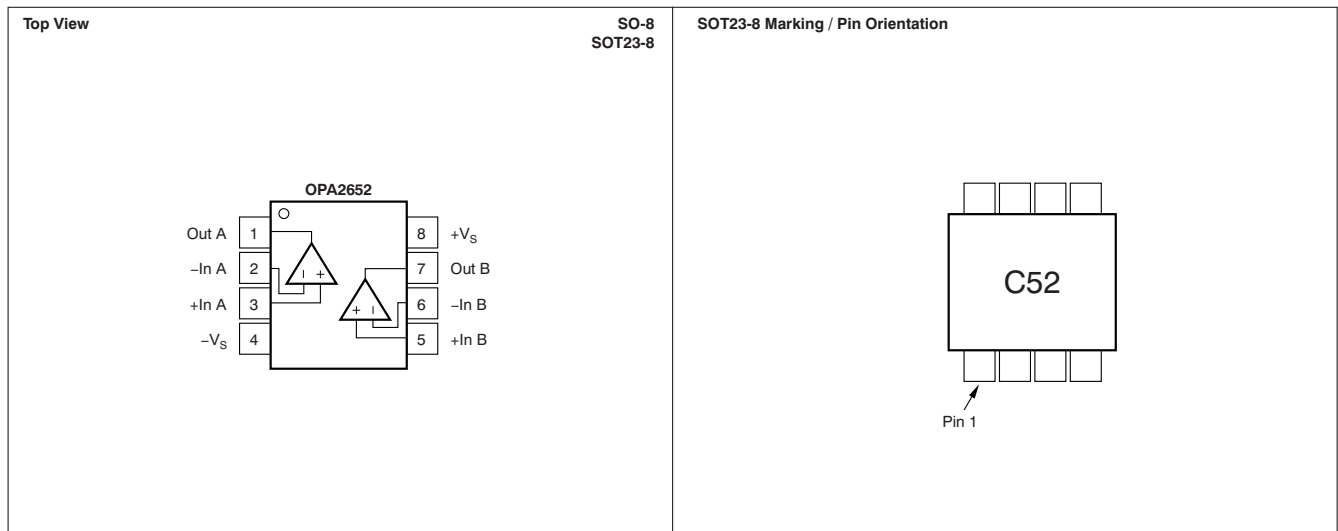 Top View
SO-8
SOT23-8
OPA2652
Out A 1
8 +VS
−In A 2
7 Out B
+In A 3
6 −In B
−VS 4
5 +In B
− +
+ −
SOT23-8 Marking / Pin Orientation
C52
Pin 1